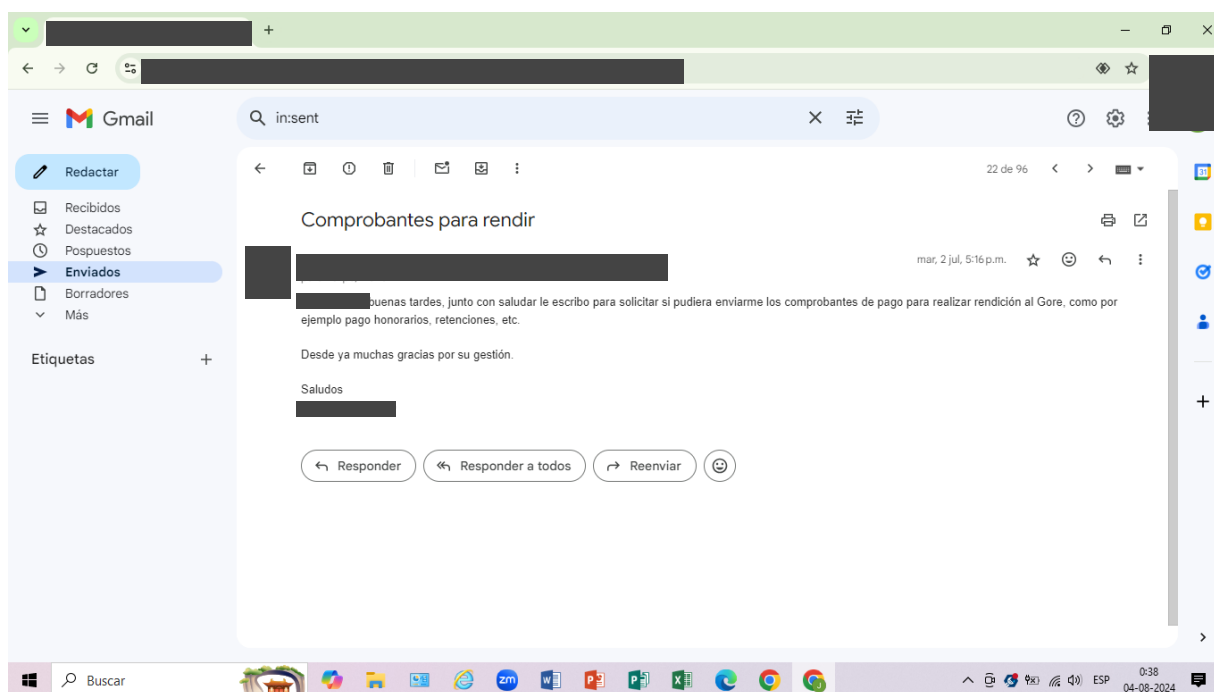 Gmail
in:sent
Redactar
22 de 96
Recibidos
Destacados
Pospuestos
Enviados
Borradores
Más
Etiquetas
Comprobantes para rendir
mar, 2 jul, 5:16 p.m.
buenas tardes, junto con saludar le escribo para solicitar si pudiera enviarme los comprobantes de pago para realizar rendición al Gore, como por
ejemplo pago honorarios, retenciones, etc.
Desde ya muchas gracias por su gestión.
Saludos
Responder
Responder a todos
Reenviar
31
Buscar
zm
ESP
0:38
04-08-2024